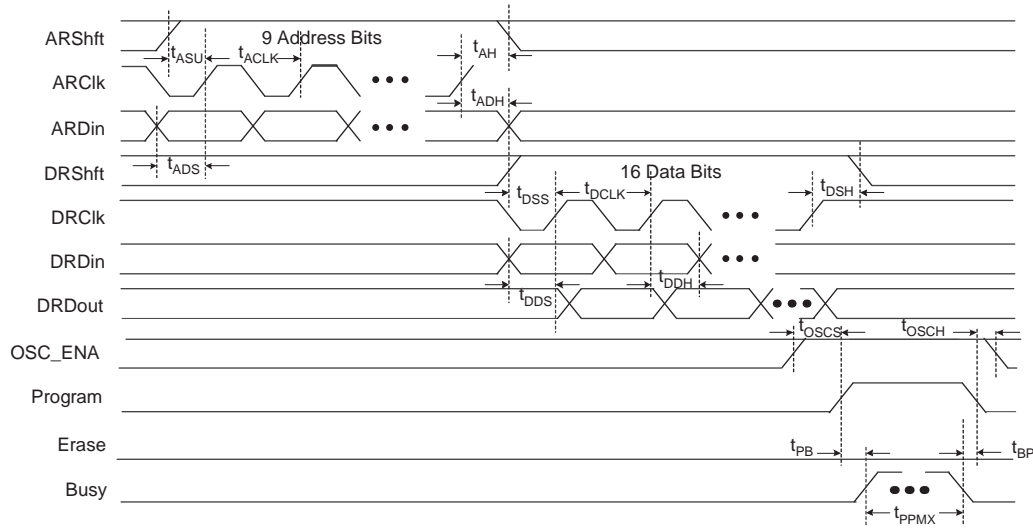 ARShft
9 Address Bits
tASU
tACLK
tAH
ARClk
tADH
ARDin
tADS
DRShft
16 Data Bits
tDSS
tDCLK
tDSH
DRClk
DRDin
tDDS
tDDH
DRDout
tOSCS
tOSCH
OSC_ENA
Program
Erase
tPB
tBP
Busy
tPPMX